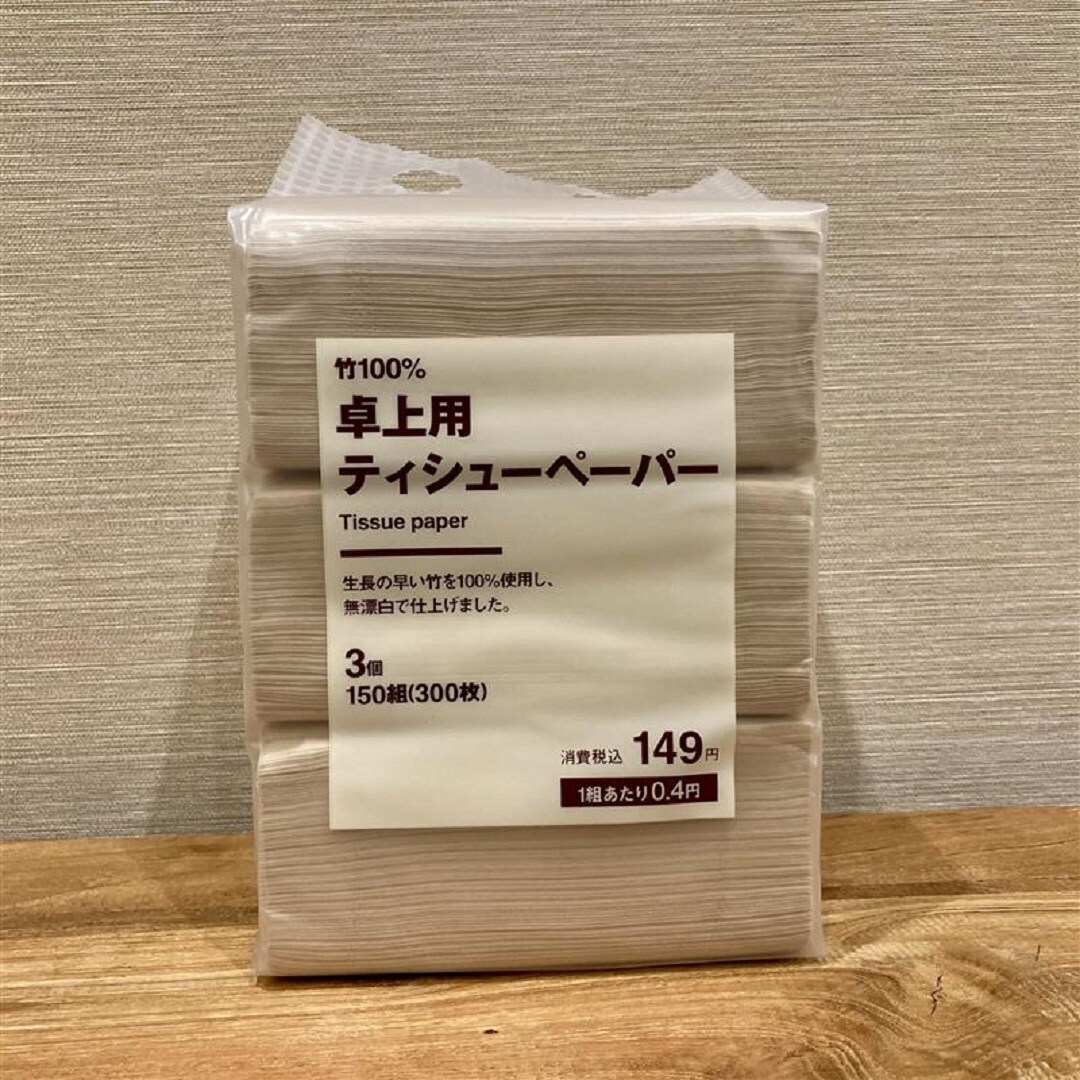 竹100%
卓上用
ティシューペーパー
Tissue paper
生長の早い竹を100%使用し、
無漂白で仕上げました。
3個
150組(300枚)
消費税込 149円
1組あたり0.4円